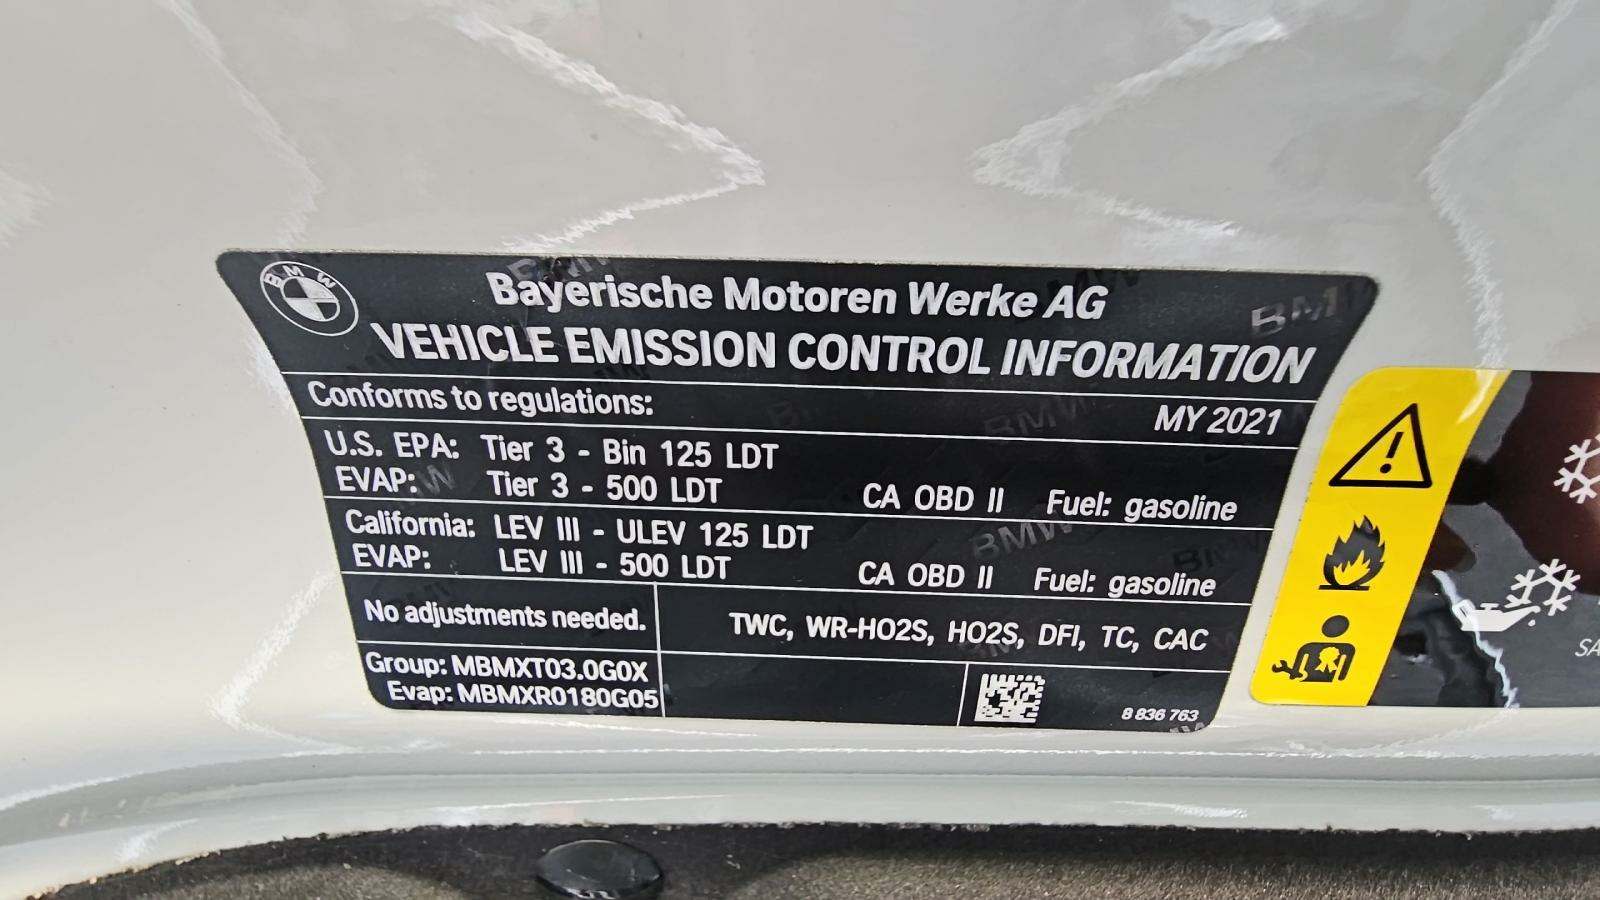 BMW
Bayerische Motoren Werke AG
VEHICLE EMISSION CONTROL INFORMATION
Conforms to regulations:
MY 2021
U.S. EPA: Tier 3 - Bin 125 LDT
EVAP: Tier 3 - 500 LDT CA OBD II Fuel: gasoline
California: LEV III - ULEV 125 LDT
EVAP: LEV III - 500 LDT CA OBD II Fuel: gasoline
No adjustments needed.
TWC, WR-HO2S, HO2S, DFI, TC, CAC
Group: MBMXT03.0G0X
Evap: MBMXR0180G05
8 836 763
SA